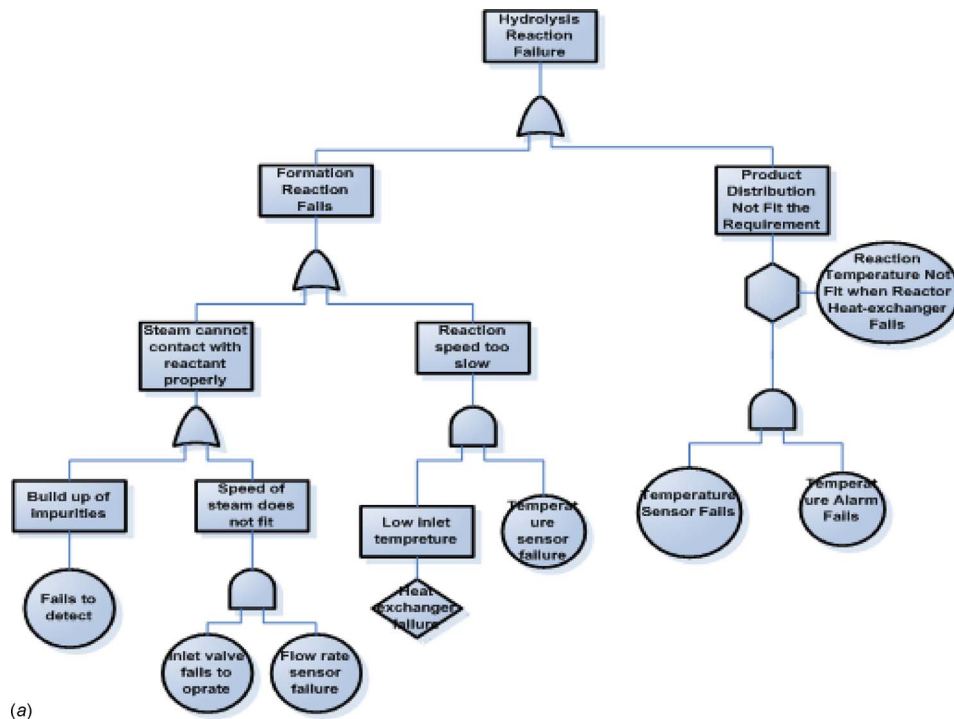 Hydrolysis
Reaction
Failure
Formation
Reaction
Fails
Product
Distribution
Not Fit the
Requirement
Reaction
Temperature Not
Fit when Reactor
Heat-exchanger
Fails
Steam cannot
contact with
reactant
properly
Reaction
speed too
slow
Build up of
impurities
Speed of
steam does
not fit
Low inlet
tempreture
Temperat
ure
sensor
failure
Temperature
Sensor Fails
Temperat
ure Alarm
Fails
Fails to
detect
Heat
exchanger
failure
Inlet valve
fails to
oprate
Flow rate
sensor
failure
(a)